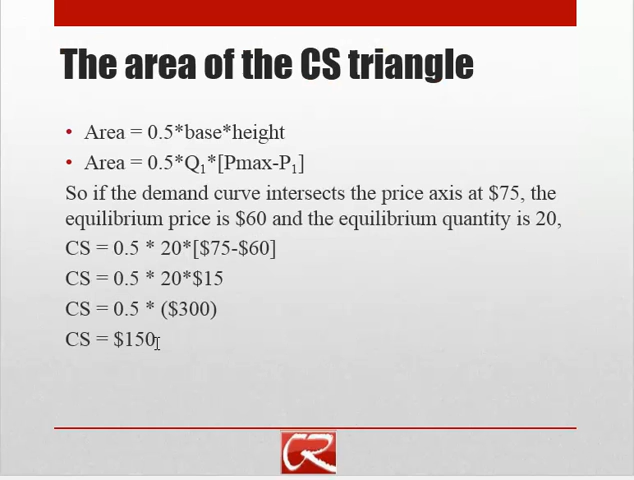 The area of the CS triangle
• Area = 0.5*base*height
• Area = 0.5*Q₁*[Pmax-P₁]
So if the demand curve intersects the price axis at $75, the
equilibrium price is $60 and the equilibrium quantity is 20,
CS = 0.5 * 20*[$75-$60]
CS = 0.5 * 20*$15
CS = 0.5 * ($300)
CS = $150